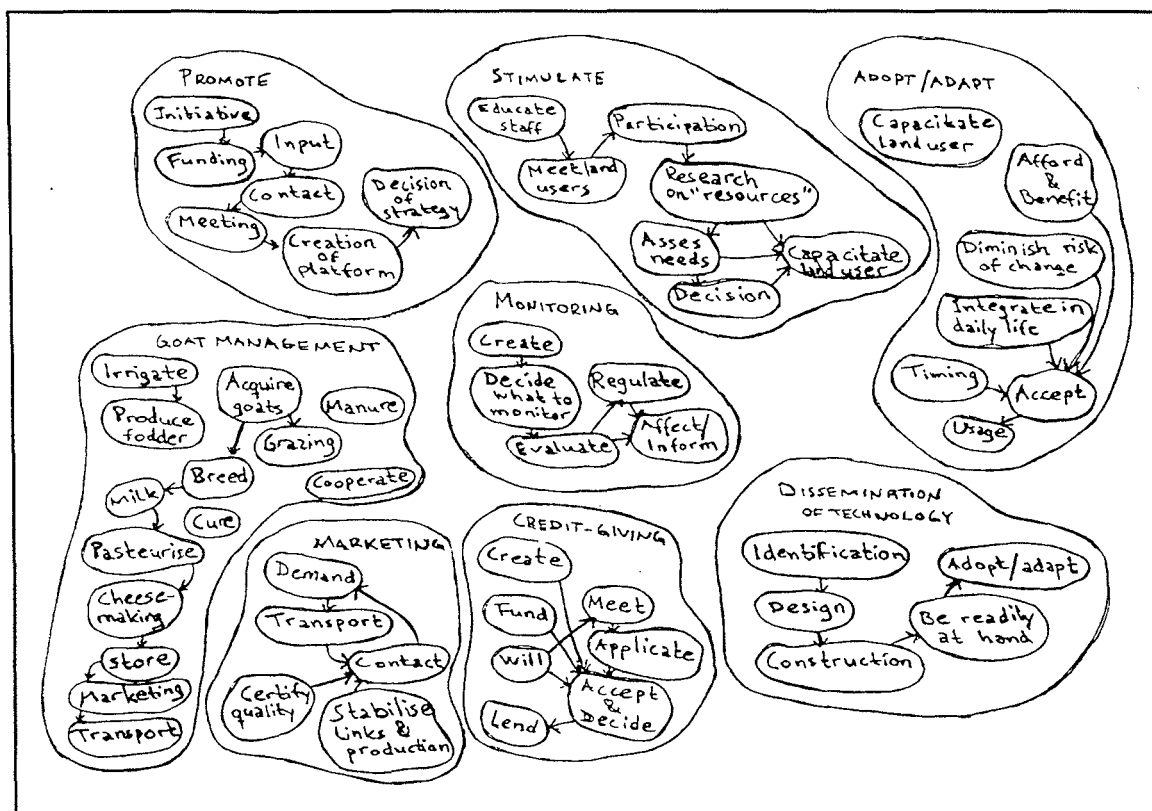 PROMOTE
Initiative
Funding
Input
Contact
Meeting
Creation
of
platform
Decision
of
strategy
STIMULATE
Educate
staff
Meet land
users
Participation
Research
on "resources"
Asses
needs
Decision
Capacitate
land user
ADOPT/ADAPT
Capacitate
land user
Afford
&
Benefit
Diminish risk
of change
Integrate in
daily life
Timing
Accept
Usage
GOAT MANAGEMENT
Irrigate
Produce
fodder
Acquire
goats
Manure
Grazing
Breed
Cooperate
Milk
Cure
Pasteurise
Cheese-
making
Store
Marketing
Transport
MONITORING
Create
Decide
what to
monitor
Evaluate
Regulate
Affect/
Inform
MARKETING
Demand
Transport
Contact
Certify
quality
Stabilise
links &
production
CREDIT-GIVING
Create
Fund
Will
Meet
Applicate
Accept
&
Decide
Lend
DISSEMINATION
OF TECHNOLOGY
Identification
Design
Construction
Be readily
at hand
Adopt/adapt